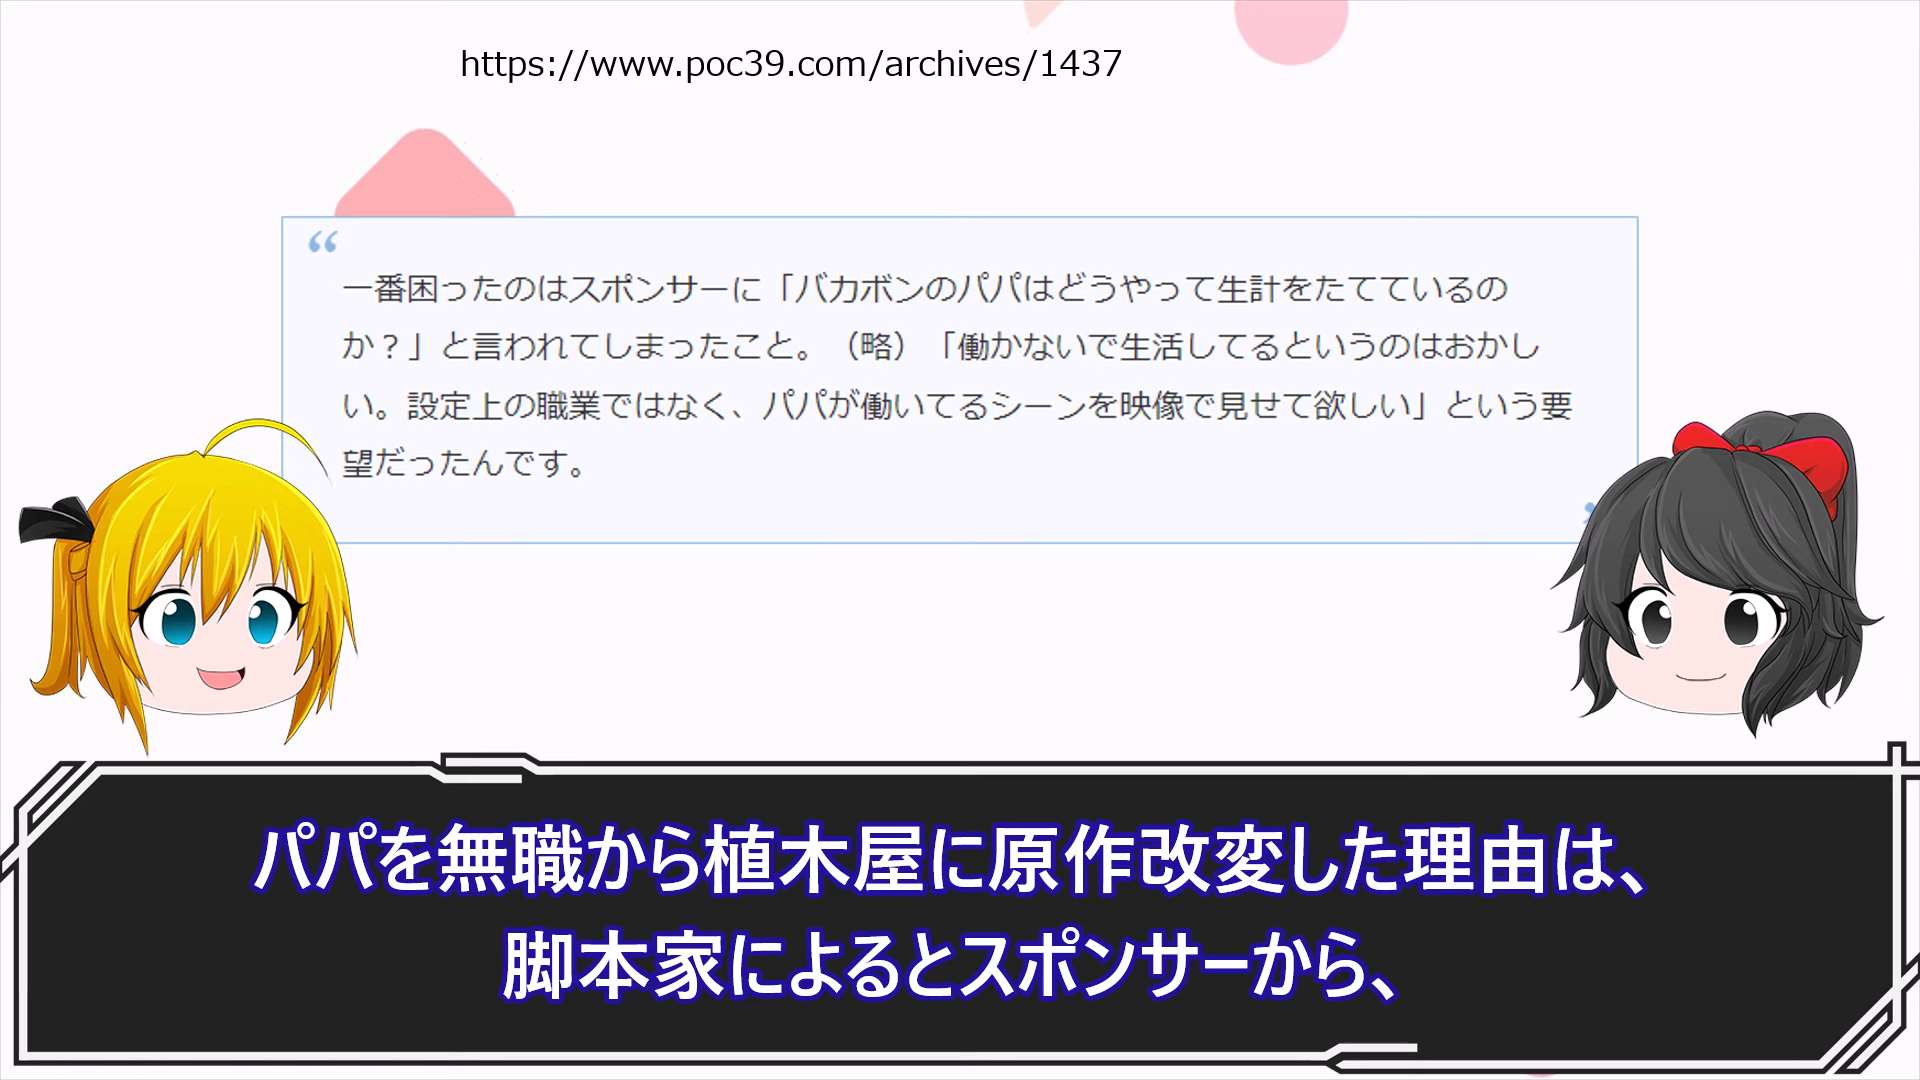 https://www.poc39.com/archives/1437
“
一番困ったのはスポンサーに「バカボンのパパはどうやって生計をたてているの
か？」と言われてしまったこと。（略）「働かないで生活してるというのはおかし
い。設定上の職業ではなく、パパが働いてるシーンを映像で見せて欲しい」という要
望だったんです。
パパを無職から植木屋に原作改変した理由は、
脚本家によるとスポンサーから、